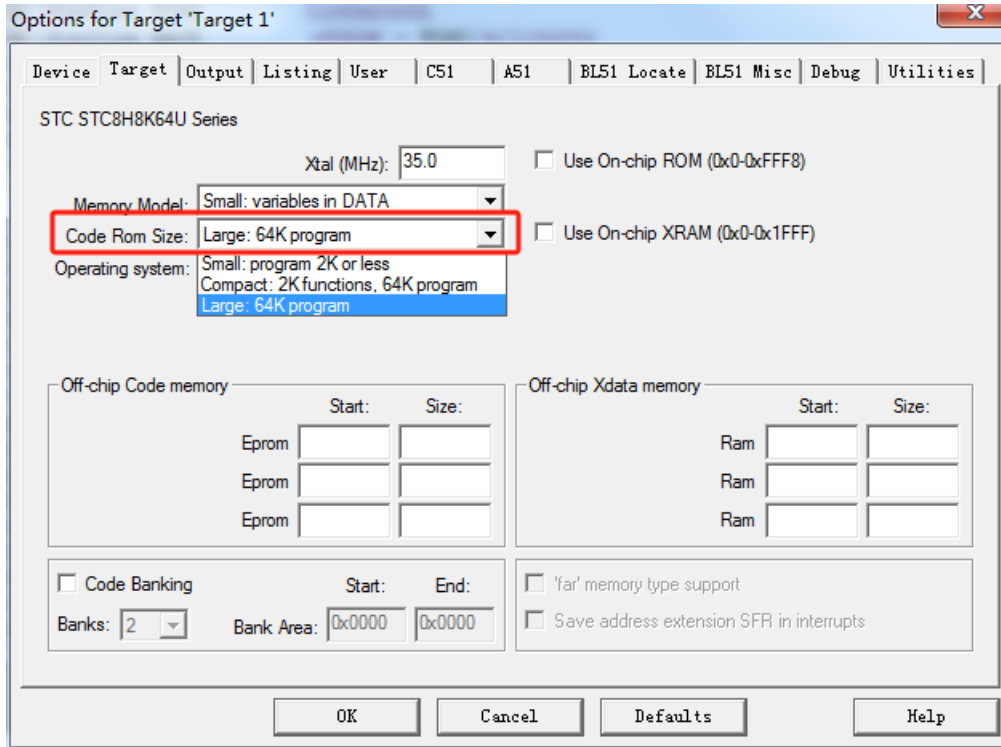 Options for Target 'Target 1'
Device Target Output Listing User C51 A51 BL51 Locate BL51 Misc Debug Utilities
STC STC8H8K64U Series
Xtal (MHz): 35.0 Use On-chip ROM (0x0-0xFFF8)
Memory Model: Small: variables in DATA
Code Rom Size: Large: 64K program Use On-chip XRAM (0x0-0x1FFF)
Operating system: Small: program 2K or less
Compact: 2K functions, 64K program
Large: 64K program
Off-chip Code memory Off-chip Xdata memory
Start: Size: Start: Size:
Eprom Ram
Eprom Ram
Eprom Ram
Code Banking Start: End: 'far' memory type support
Banks: 2 Bank Area: 0x0000 0x0000 Save address extension SFR in interrupts
OK Cancel Defaults Help